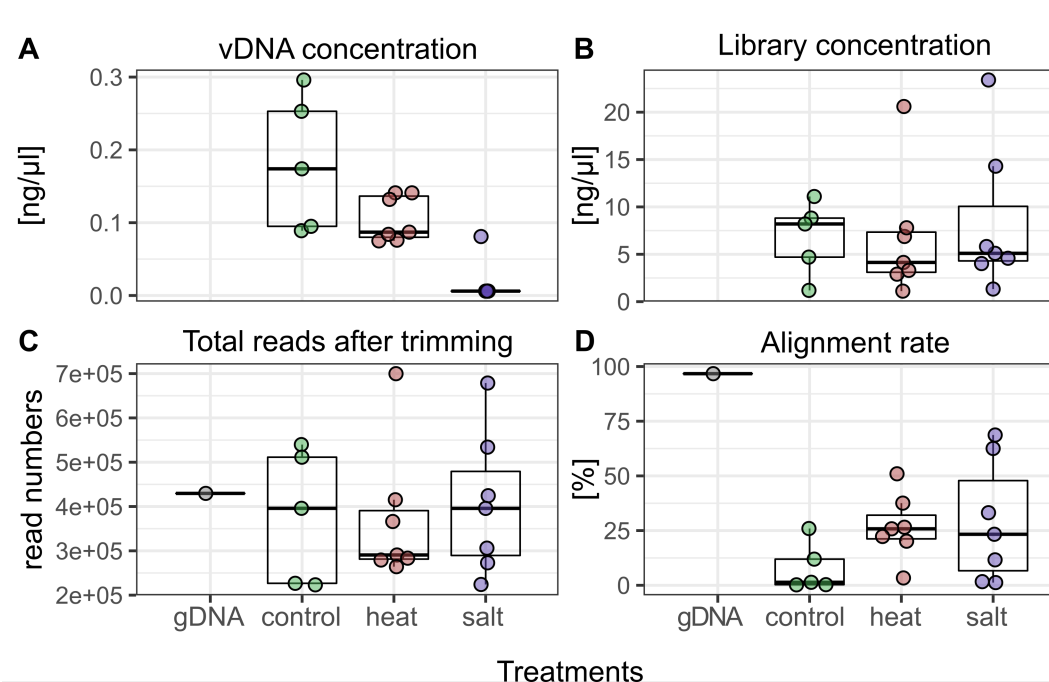 A vDNA concentration
[ng/µl]
0.3
0.2
0.1
0.0
B Library concentration
[ng/µl]
20
15
10
5
0
C Total reads after trimming
read numbers
7e+05
6e+05
5e+05
4e+05
3e+05
2e+05
gDNA control heat salt
D Alignment rate
[%]
100
75
50
25
0
gDNA control heat salt
Treatments